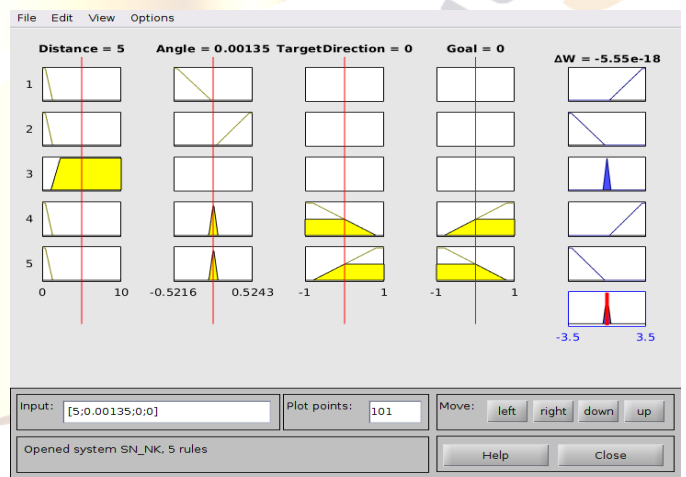 File Edit View Options
Distance = 5 Angle = 0.00135 TargetDirection = 0 Goal = 0 ΔW = -5.55e-18
1
2
3
4
5
0 10 -0.5216 0.5243 -1 1 -1 1
-3.5 3.5
Input: [5;0.00135;0;0] Plot points: 101 Move: left right down up
Opened system SN_NK, 5 rules Help Close